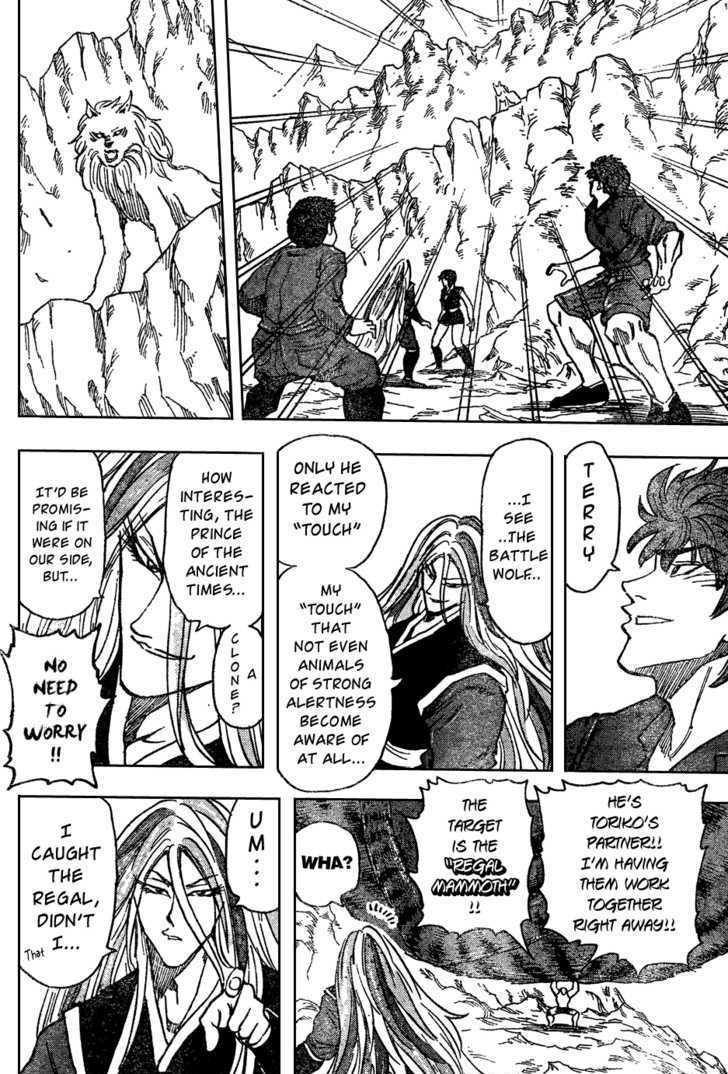 TERRY
...I
SEE
..THE
BATTLE
WOLF...
ONLY HE
REACTED
TO MY
"TOUCH"
MY
"TOUCH"
THAT
NOT EVEN
ANIMALS
OF STRONG
ALERTNESS
BECOME
AWARE OF
AT ALL...
HOW
INTERES-
TING, THE
PRINCE
OF THE
ANCIENT
TIMES...
A
CLONE?
IT'D BE
PROMIS-
ING IF IT
WERE ON
OUR SIDE,
BUT...
NO
NEED
TO
WORRY
!!
HE'S
TORIKO'S
PARTNER!!
I'M HAVING
THEM WORK
TOGETHER
RIGHT AWAY!!
THE
TARGET
IS THE
"REGAL
MAMMOTH"
!!
WHA?
UM...
I
CAUGHT
THE
REGAL,
DIDN'T
I...
That